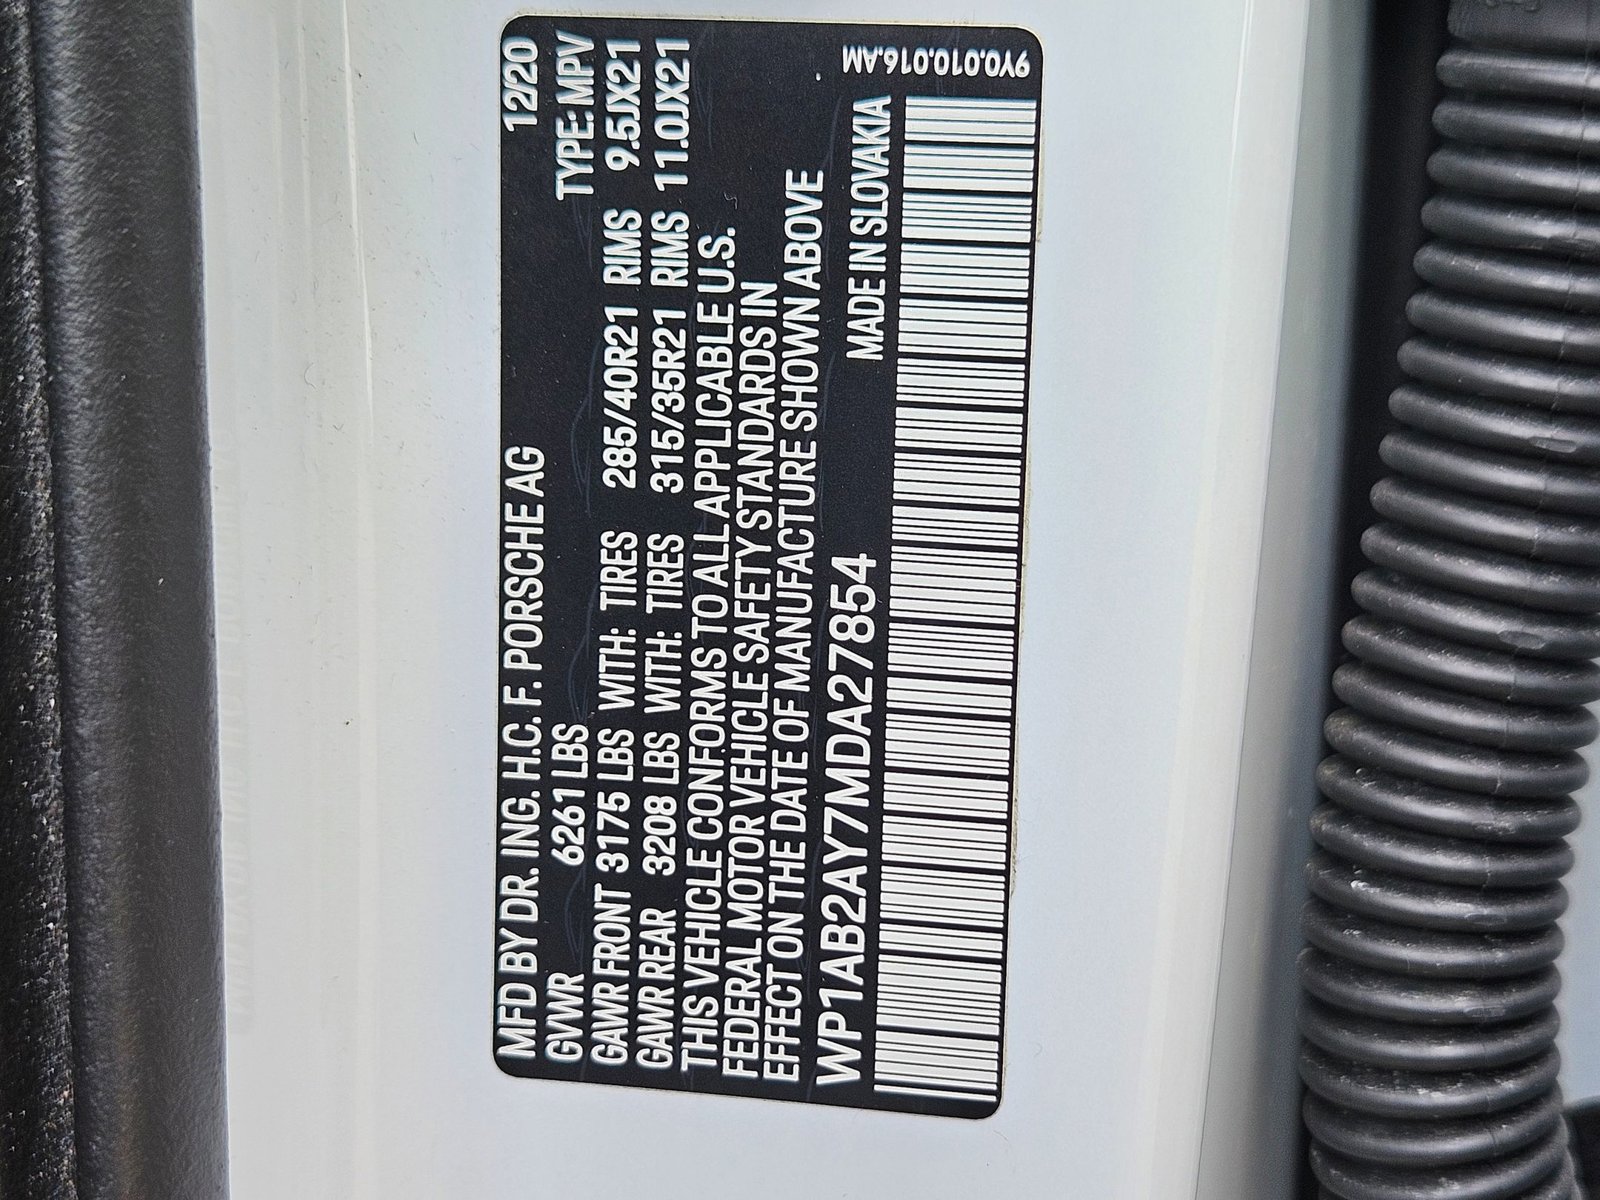 MFD BY DR. ING. H.C. F. PORSCHE AG 12/20
GVWR 6261 LBS TYPE: MPV
GAWR FRONT 3175 LBS WITH: TIRES 285/40R21 RIMS 9.5JX21
GAWR REAR 3208 LBS WITH: TIRES 315/35R21 RIMS 11.0JX21
THIS VEHICLE CONFORMS TO ALL APPLICABLE U.S.
FEDERAL MOTOR VEHICLE SAFETY STANDARDS IN
EFFECT ON THE DATE OF MANUFACTURE SHOWN ABOVE
WP1AB2AY7MDA27854 MADE IN SLOVAKIA
9Y0.010.016.AM